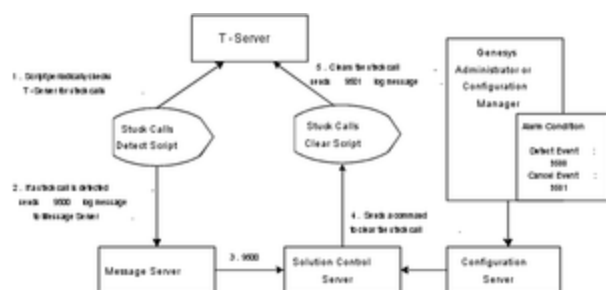 T-Server
1. Script periodically checks
T-Server for stuck calls
5. Clears the stuck call
sends 9501 log message
Genesys
Administrator or
Configuration
Manager
Stuck Calls
Detect Script
Stuck Calls
Clear Script
Alarm Condition
Detect Event :
9500
Cancel Event :
9501
2. If a stuck call is detected
sends 9500 log message
to Message Server
4. Sends a command
to clear the stuck call
3. 9500
Message Server
Solution Control
Server
Configuration
Server